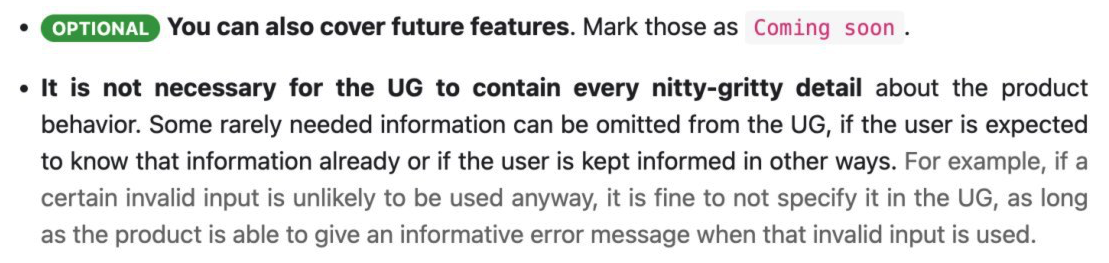 • OPTIONAL You can also cover future features. Mark those as Coming soon .
• It is not necessary for the UG to contain every nitty-gritty detail about the product
behavior. Some rarely needed information can be omitted from the UG, if the user is expected
to know that information already or if the user is kept informed in other ways. For example, if a
certain invalid input is unlikely to be used anyway, it is fine to not specify it in the UG, as long
as the product is able to give an informative error message when that invalid input is used.